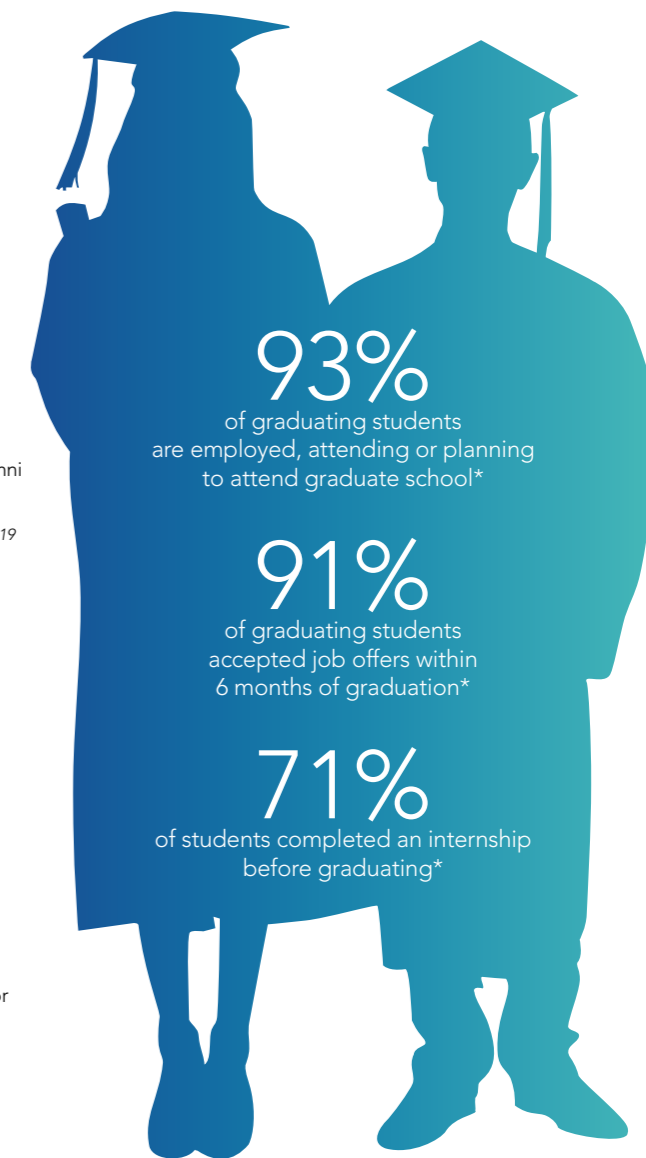 93%
of graduating students
are employed, attending or planning
to attend graduate school*
91%
of graduating students
accepted job offers within
6 months of graduation*
71%
of students completed an internship
before graduating*